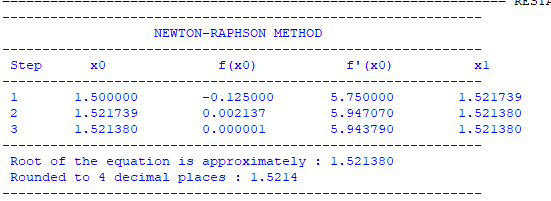 NEWTON-RAPHSON METHOD
Step x0 f(x0) f'(x0) x1
1 1.500000 -0.125000 5.750000 1.521739
2 1.521739 0.002137 5.947070 1.521380
3 1.521380 0.000001 5.943790 1.521380
Root of the equation is approximately : 1.521380
Rounded to 4 decimal places : 1.5214